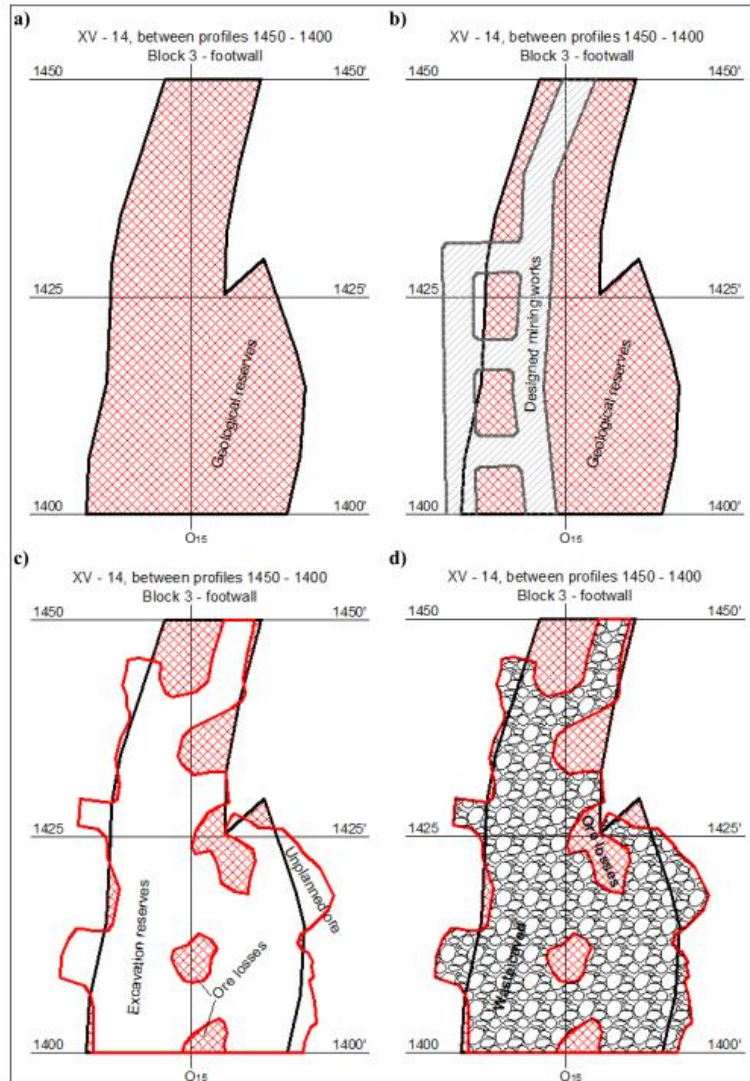 a)
XV - 14, between profiles 1450 - 1400
Block 3 - footwall
1450 1450'
1425 1425'
Geological reserves
1400 1400'
O15
b)
XV - 14, between profiles 1450 - 1400
Block 3 - footwall
1450 1450'
1425 1425'
Designed mining works
Geological reserves
1400 1400'
O15
c)
XV - 14, between profiles 1450 - 1400
Block 3 - footwall
1450 1450'
1425 1425'
Unplanned ore
Excavation reserves
Ore losses
1400 1400'
O15
d)
XV - 14, between profiles 1450 - 1400
Block 3 - footwall
1450 1450'
1425 1425'
Ore losses
Waste caved
1400 1400'
O15